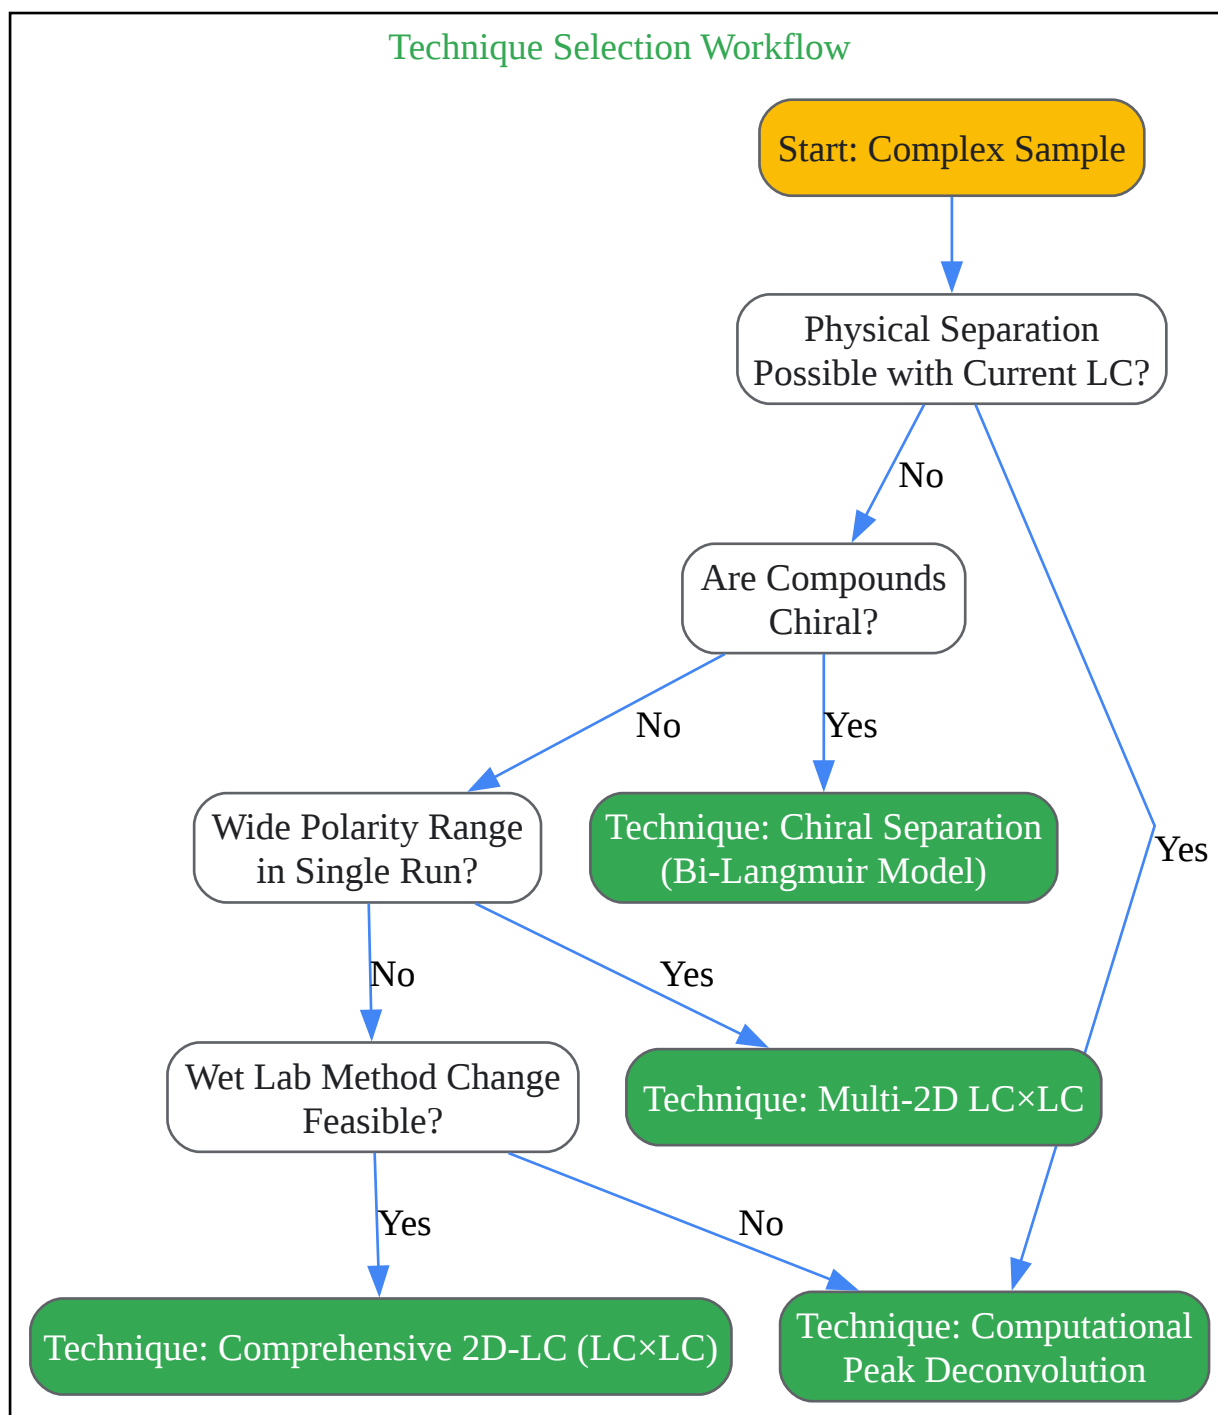 Technique Selection Workflow
Start: Complex Sample
Physical Separation
Possible with Current LC?
No
Are Compounds
Chiral?
No
Yes
Yes
Wide Polarity Range
in Single Run?
Technique: Chiral Separation
(Bi-Langmuir Model)
No
Yes
Wet Lab Method Change
Feasible?
Technique: Multi-2D LC×LC
Yes
No
Technique: Comprehensive 2D-LC (LC×LC)
Technique: Computational
Peak Deconvolution